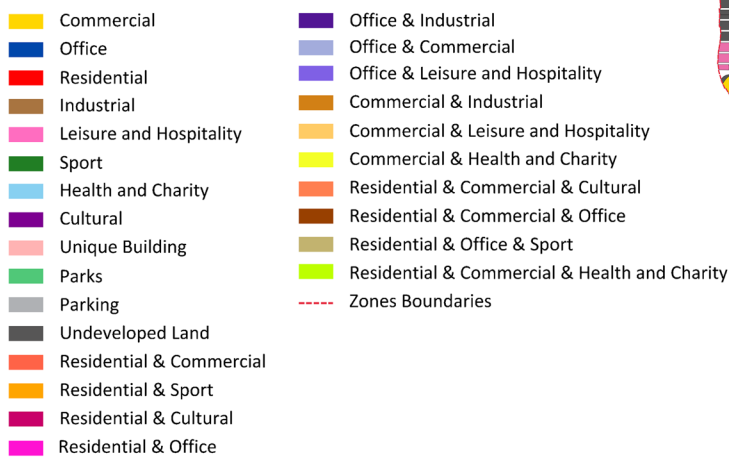 Commercial
Office
Residential
Industrial
Leisure and Hospitality
Sport
Health and Charity
Cultural
Unique Building
Parks
Parking
Undeveloped Land
Residential & Commercial
Residential & Sport
Residential & Cultural
Residential & Office
Office & Industrial
Office & Commercial
Office & Leisure and Hospitality
Commercial & Industrial
Commercial & Leisure and Hospitality
Commercial & Health and Charity
Residential & Commercial & Cultural
Residential & Commercial & Office
Residential & Office & Sport
Residential & Commercial & Health and Charity
Zones Boundaries